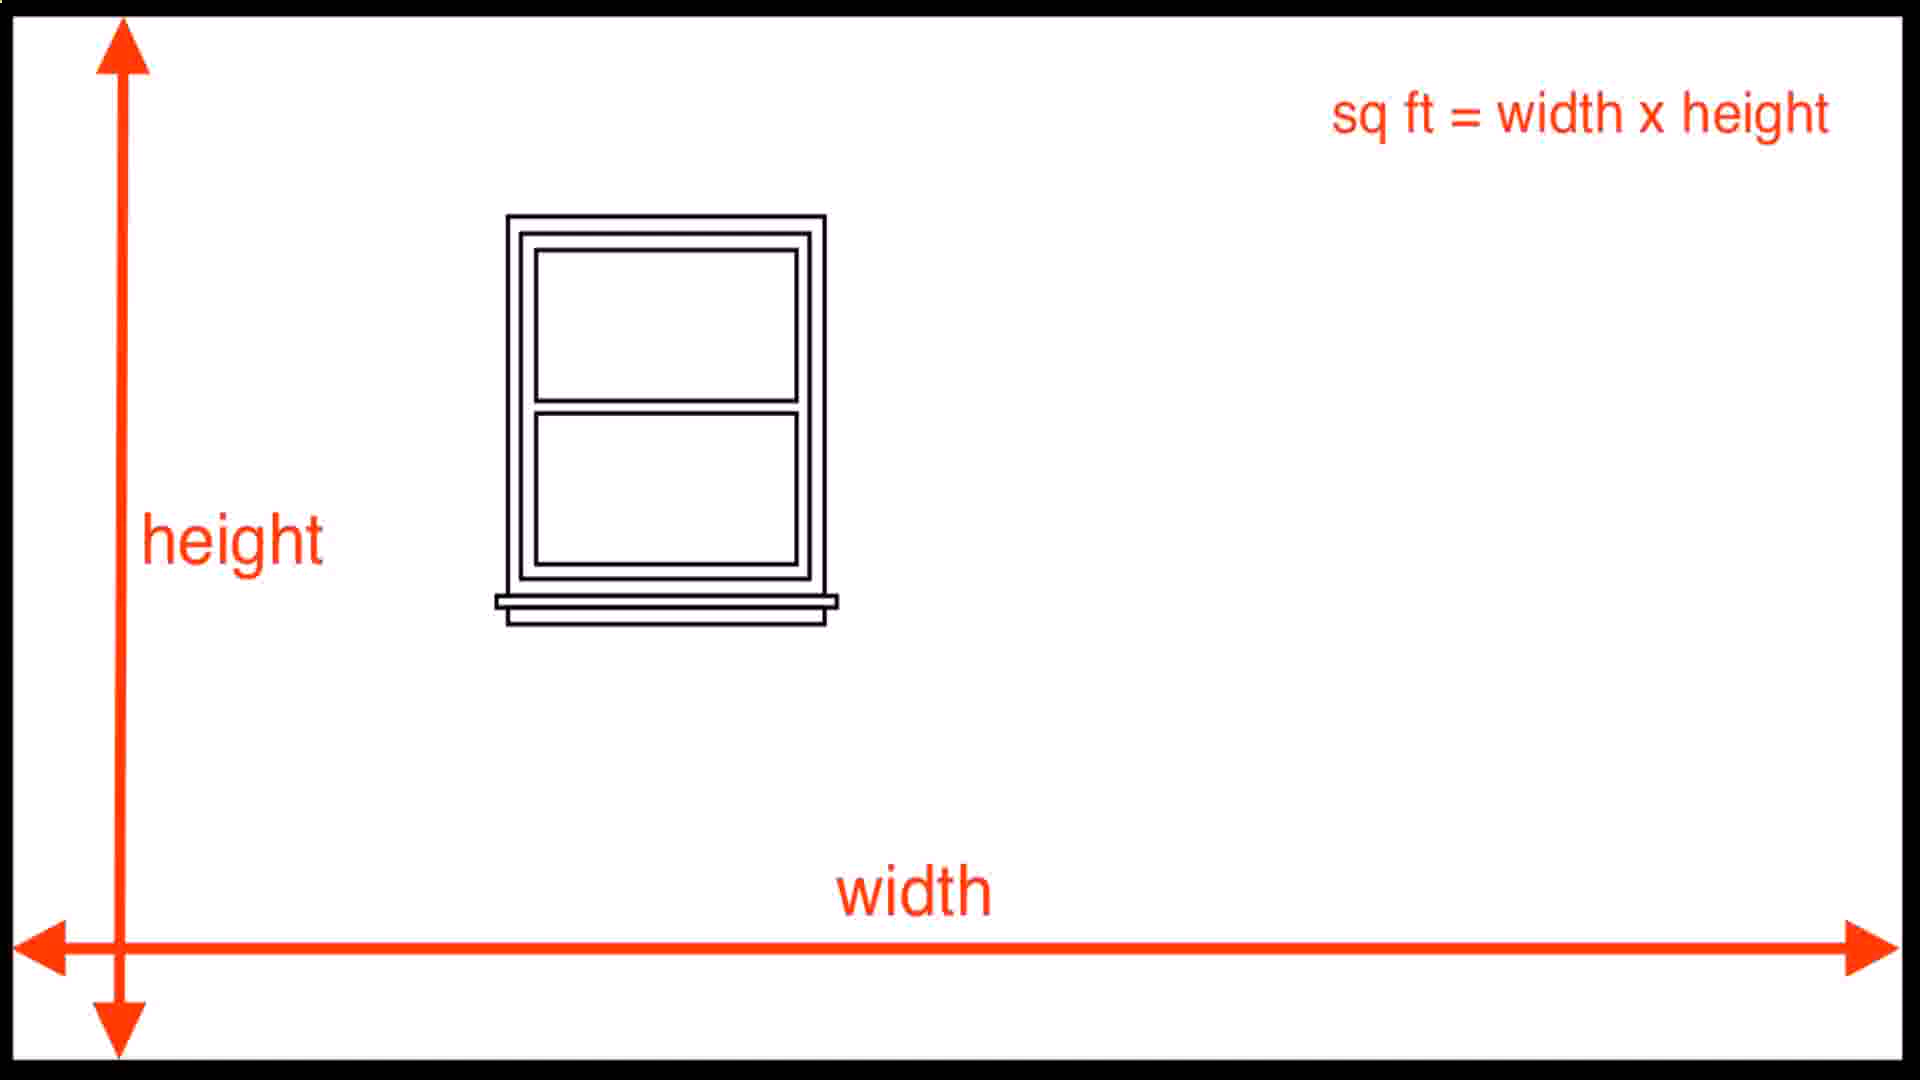 sq ft = width x height
height
width